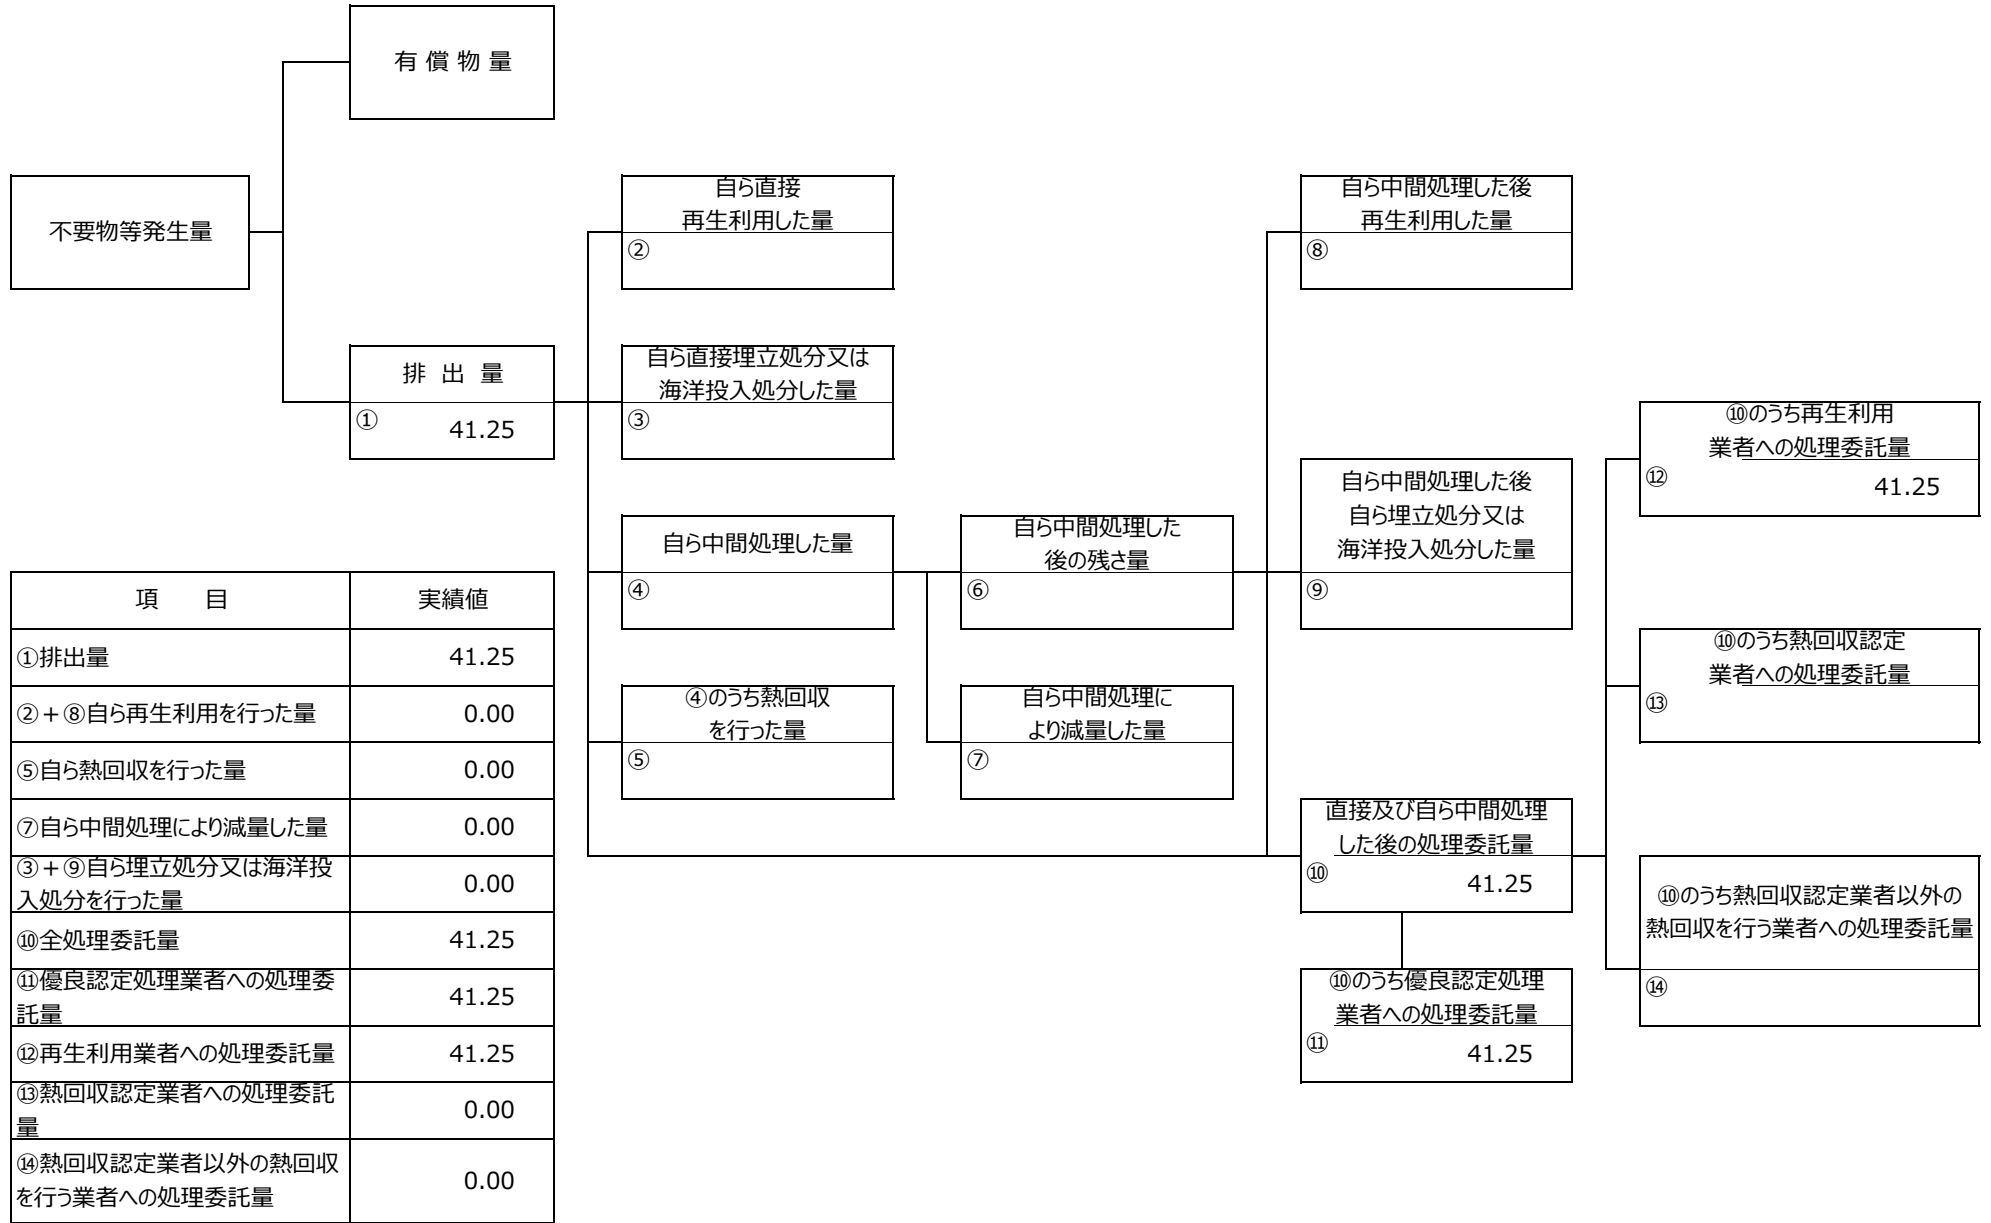 有 償 物 量
不要物等発生量
自ら直接
再生利用した量
②
自ら中間処理した後
再生利用した量
⑧
排 出 量
① 41.25
自ら直接埋立処分又は
海洋投入処分した量
③
⑩のうち再生利用
業者への処理委託量
⑫ 41.25
自ら中間処理した後
自ら埋立処分又は
海洋投入処分した量
⑨
自ら中間処理した量
④
自ら中間処理した
後の残さ量
⑥
⑩のうち熱回収認定
業者への処理委託量
⑬
④のうち熱回収
を行った量
⑤
自ら中間処理に
より減量した量
⑦
直接及び自ら中間処理
した後の処理委託量
⑩ 41.25
⑩のうち熱回収認定業者以外の
熱回収を行う業者への処理委託量
⑭
⑩のうち優良認定処理
業者への処理委託量
⑪ 41.25
項 目 実績値
①排出量 41.25
②+⑧自ら再生利用を行った量 0.00
⑤自ら熱回収を行った量 0.00
⑦自ら中間処理により減量した量 0.00
③+⑨自ら埋立処分又は海洋投
入処分を行った量 0.00
⑩全処理委託量 41.25
⑪優良認定処理業者への処理委
託量 41.25
⑫再生利用業者への処理委託量 41.25
⑬熱回収認定業者への処理委託
量 0.00
⑭熱回収認定業者以外の熱回収
を行う業者への処理委託量 0.00